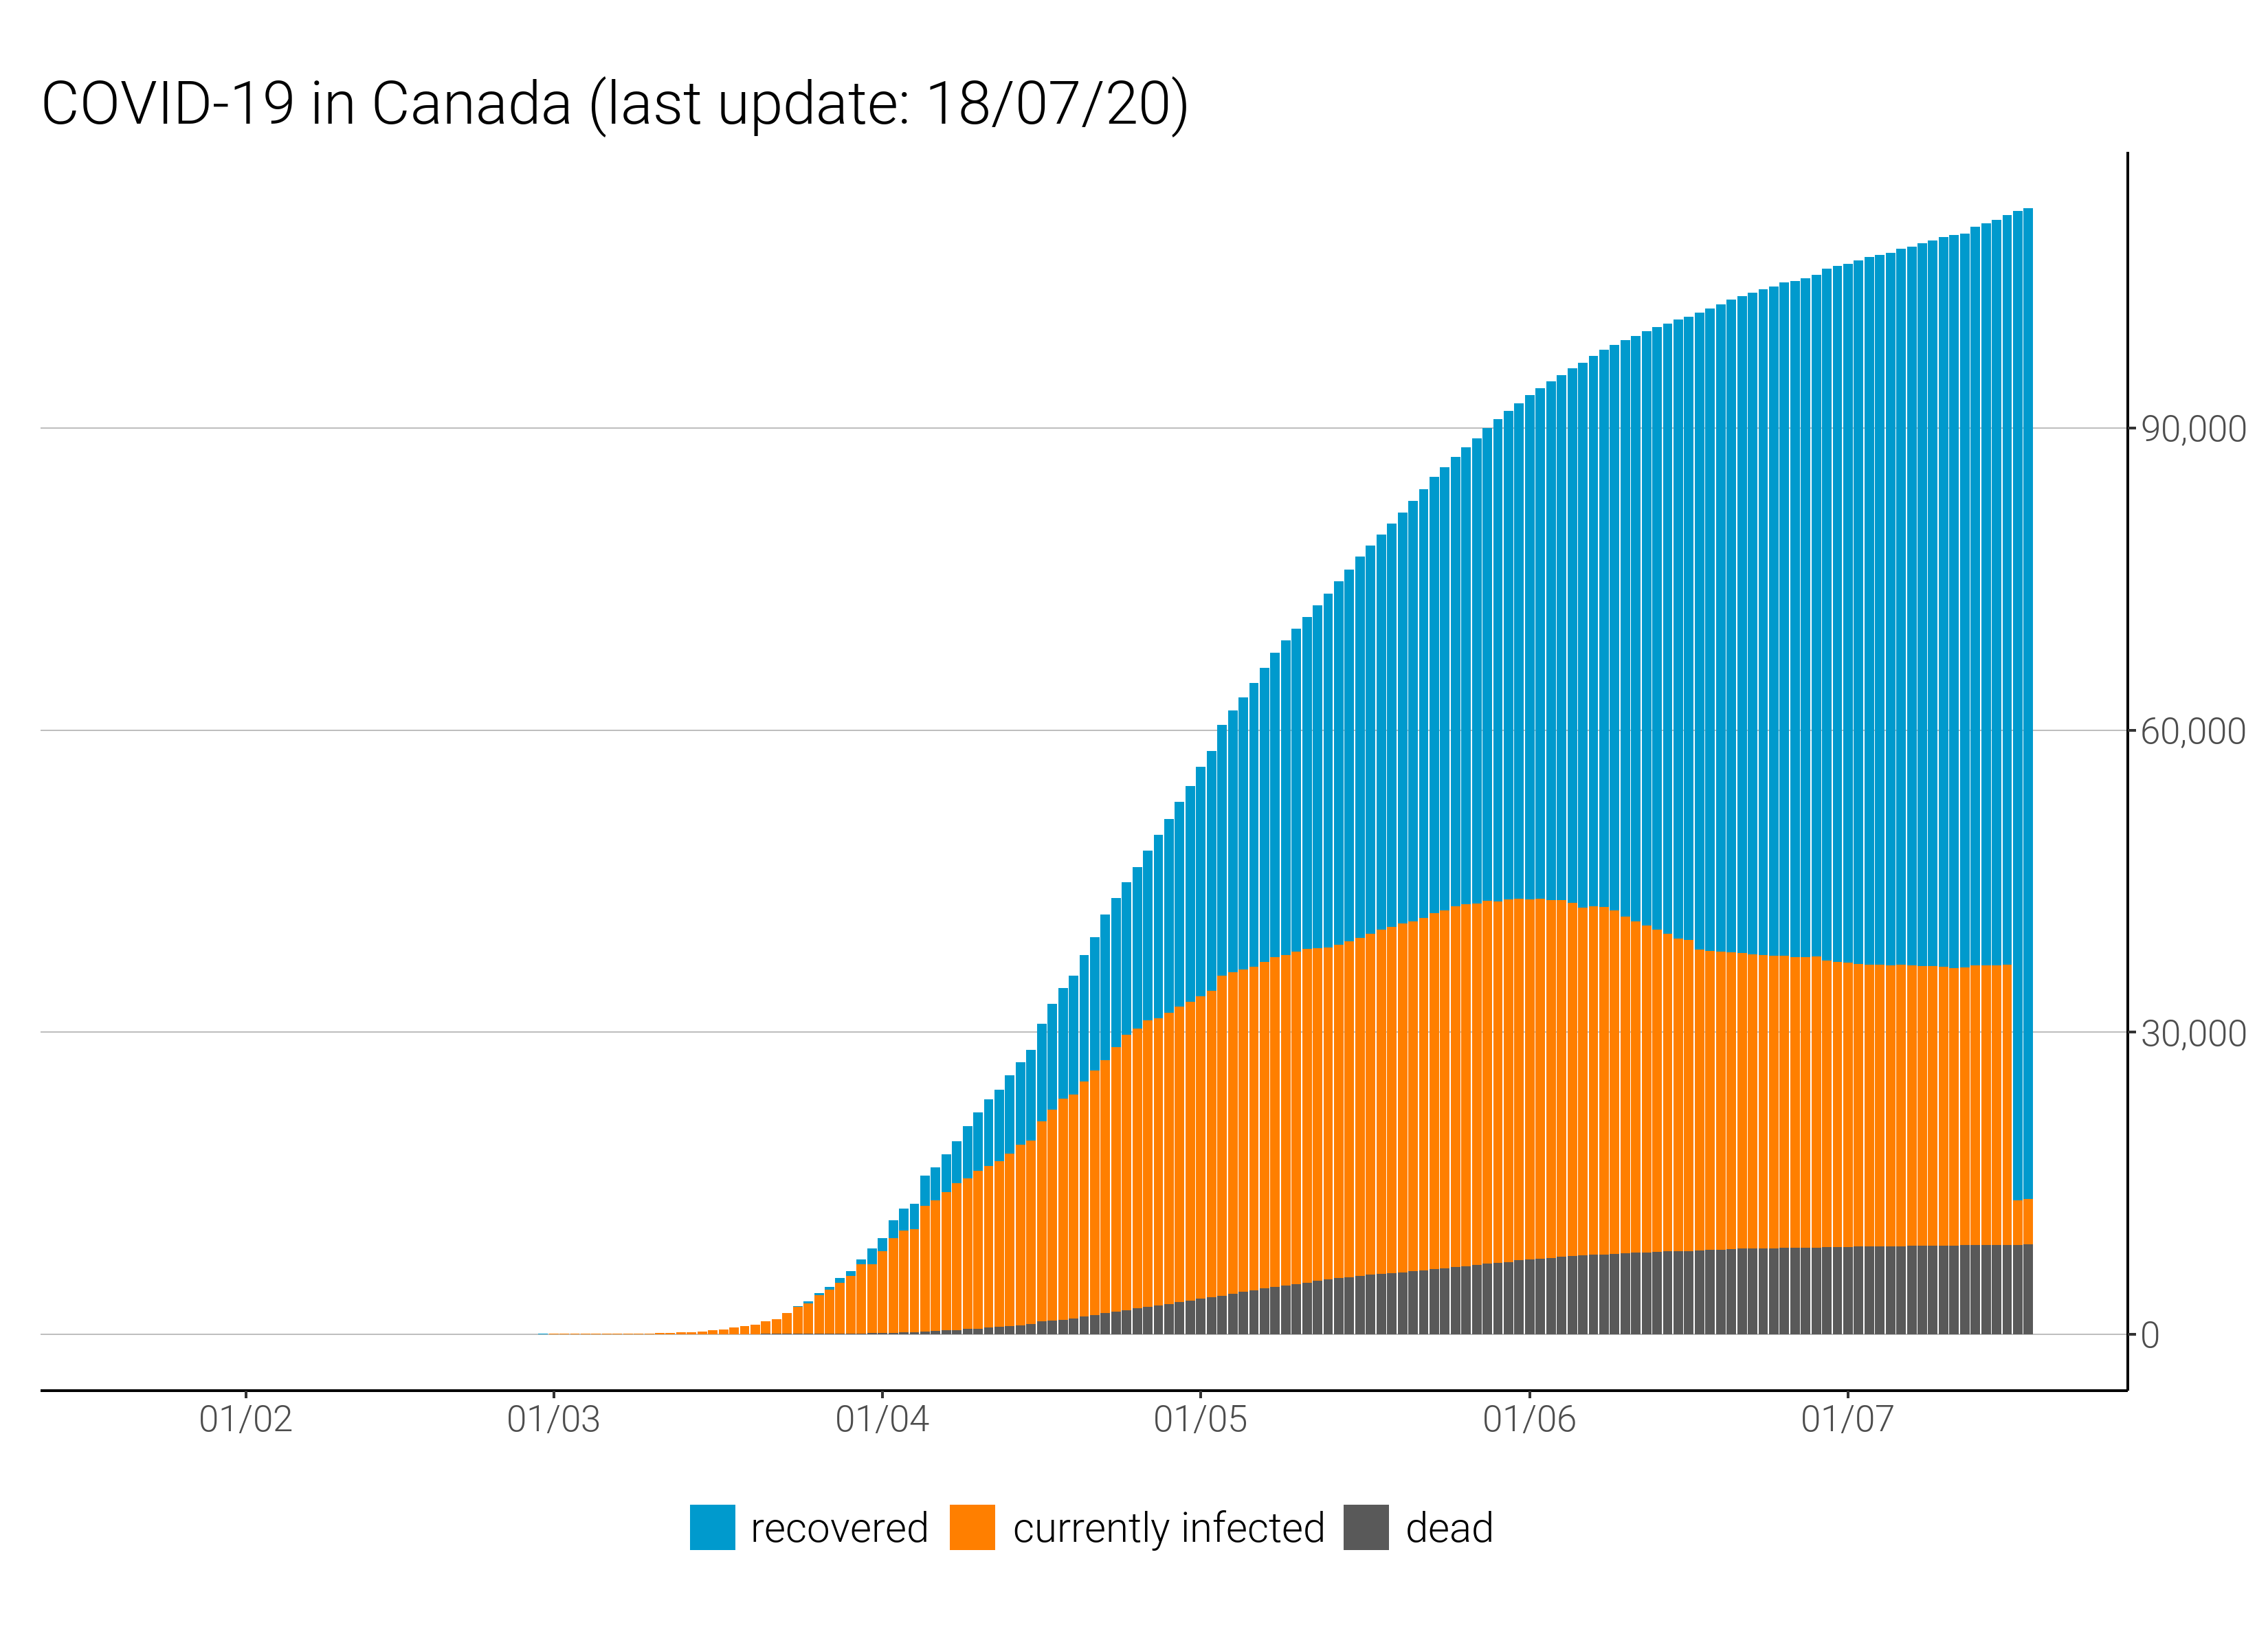 COVID-19 in Canada (last update: 18/07/20)
90,000
60,000
30,000
0
01/02 01/03 01/04 01/05 01/06 01/07
recovered currently infected dead